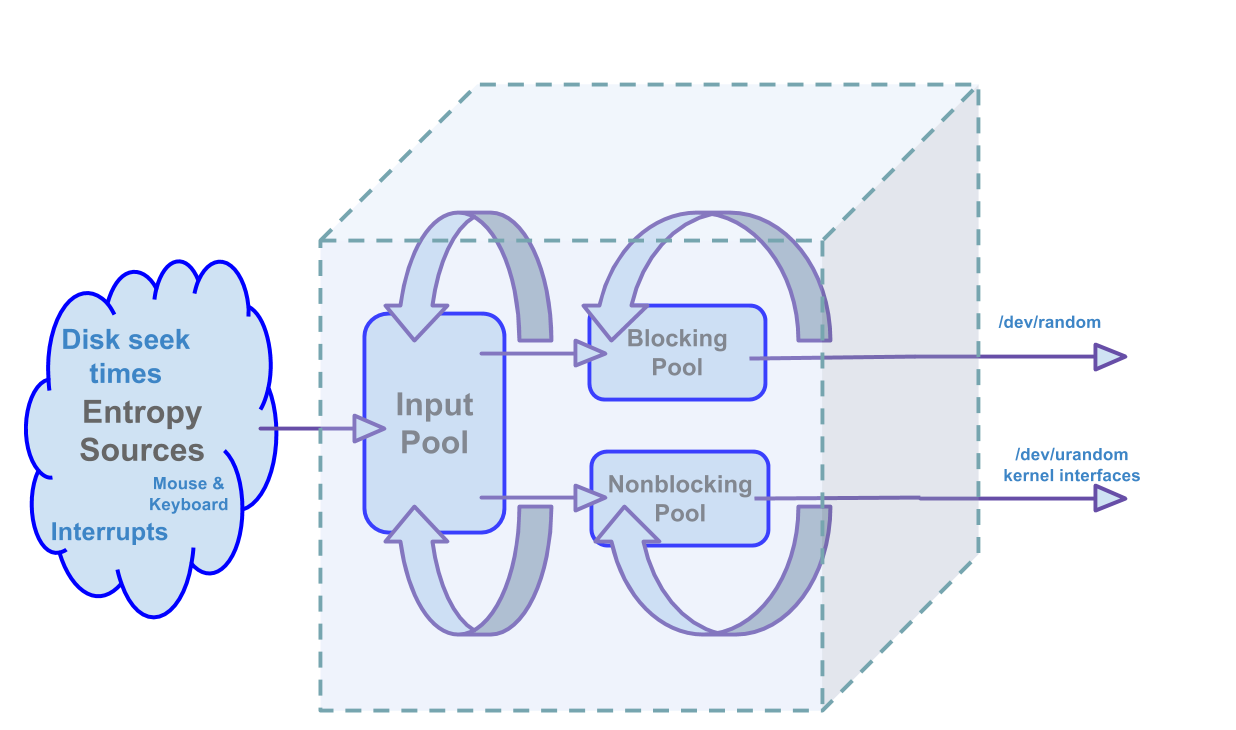 Disk seek
times
Entropy
Sources
Mouse &
Keyboard
Interrupts
Input
Pool
Blocking
Pool
Nonblocking
Pool
/dev/random
/dev/urandom
kernel interfaces